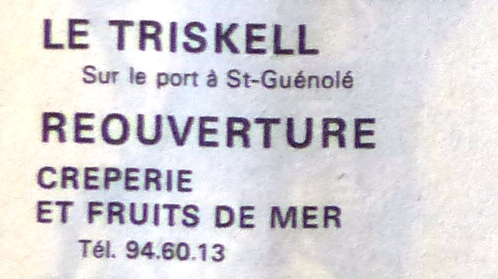 LE TRISKELL
Sur le port à St-Guénolé
REOUVERTURE
CREPERIE
ET FRUITS DE MER
Tél. 94.60.13